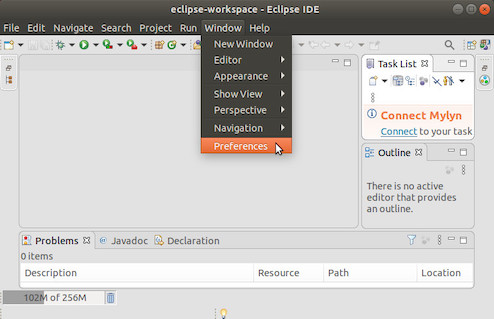 eclipse-workspace - Eclipse IDE
File Edit Navigate Search Project Run Window Help
New Window
Editor
Appearance
Show View
Perspective
Navigation
Preferences
Task List
Connect Mylyn
Connect to your task
Outline
There is no active
editor that provides
an outline.
Problems Javadoc Declaration
0 items
Description Resource Path Location
102M of 256M